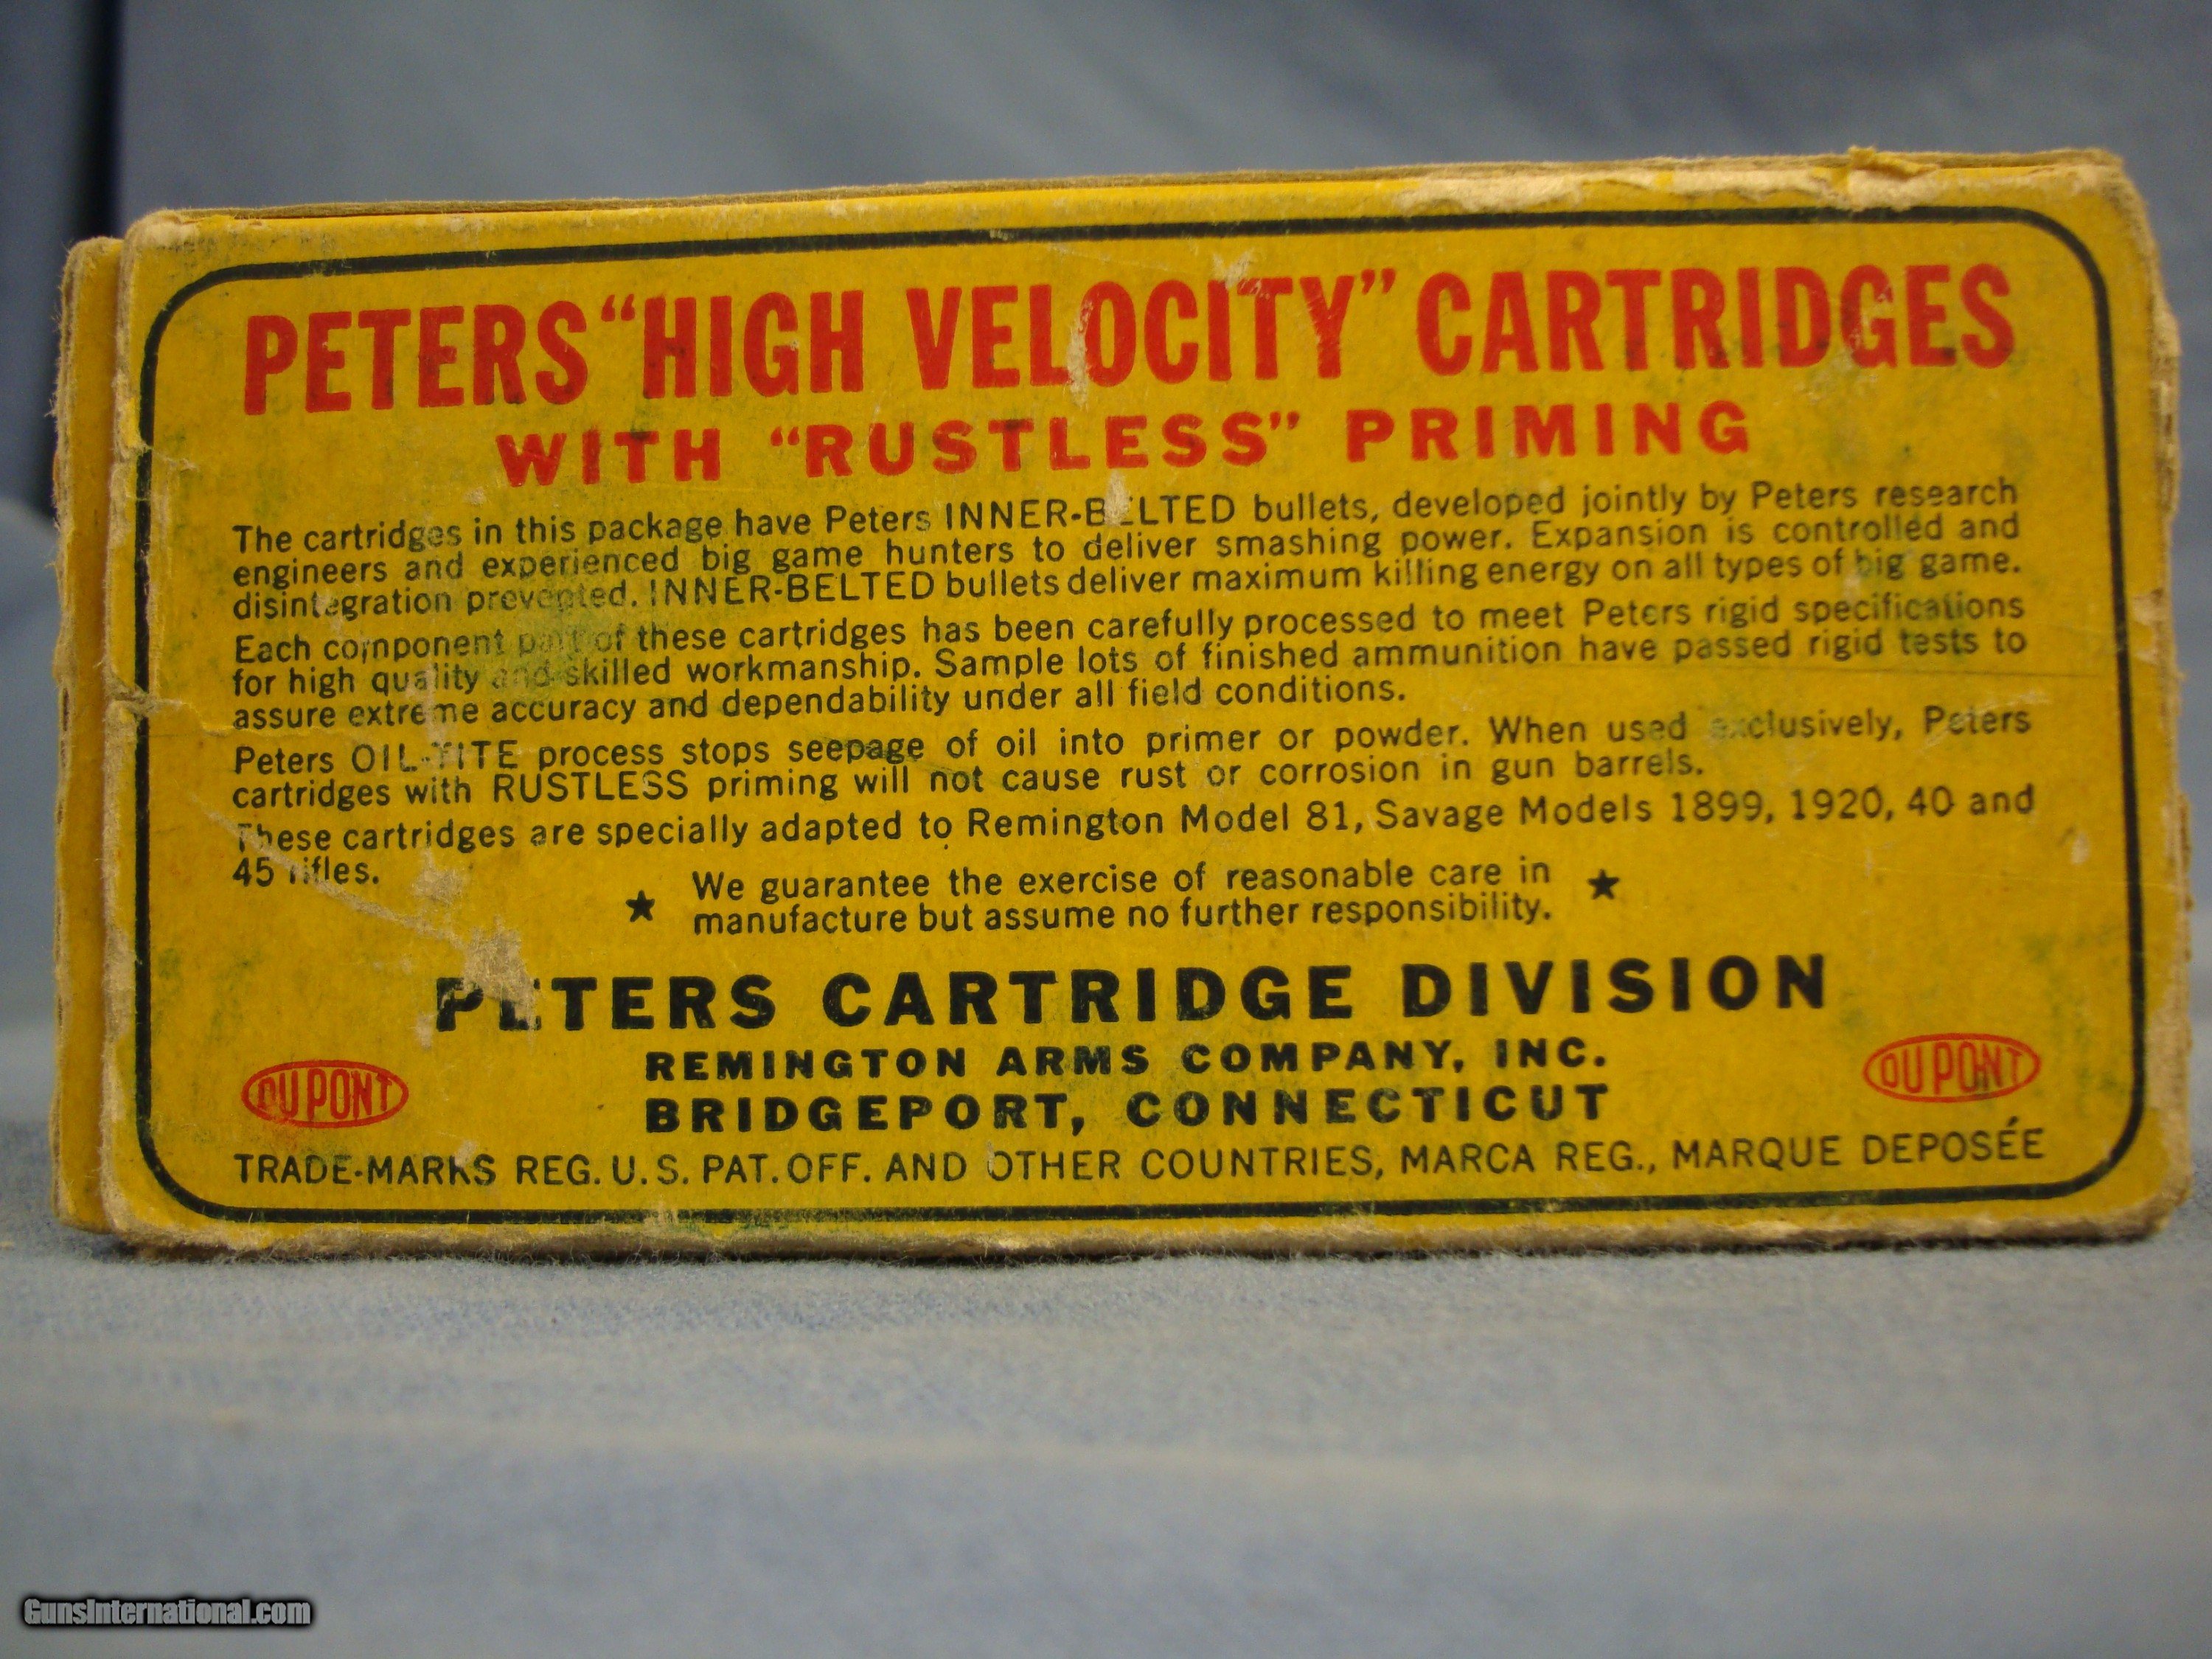 PETERS "HIGH VELOCITY" CARTRIDGES
WITH "RUSTLESS" PRIMING
The cartridges in this package have Peters INNER-BELTED bullets, developed jointly by Peters research
engineers and experienced big game hunters to deliver smashing power. Expansion is controlled and
disintegration prevented. INNER-BELTED bullets deliver maximum killing energy on all types of big game.
Each component part of these cartridges has been carefully processed to meet Peters rigid specifications
for high quality and skilled workmanship. Sample lots of finished ammunition have passed rigid tests to
assure extreme accuracy and dependability under all field conditions.
Peters OIL-TITE process stops seepage of oil into primer or powder. When used exclusively, Peters
cartridges with RUSTLESS priming will not cause rust or corrosion in gun barrels.
These cartridges are specially adapted to Remington Model 81, Savage Models 1899, 1920, 40 and
45 rifles.
★ We guarantee the exercise of reasonable care in ★
manufacture but assume no further responsibility.
PETERS CARTRIDGE DIVISION
REMINGTON ARMS COMPANY, INC.
DU PONT BRIDGEPORT, CONNECTICUT DU PONT
TRADE-MARKS REG. U.S. PAT. OFF. AND OTHER COUNTRIES, MARCA REG., MARQUE DEPOSÉE
GunsInternational.com